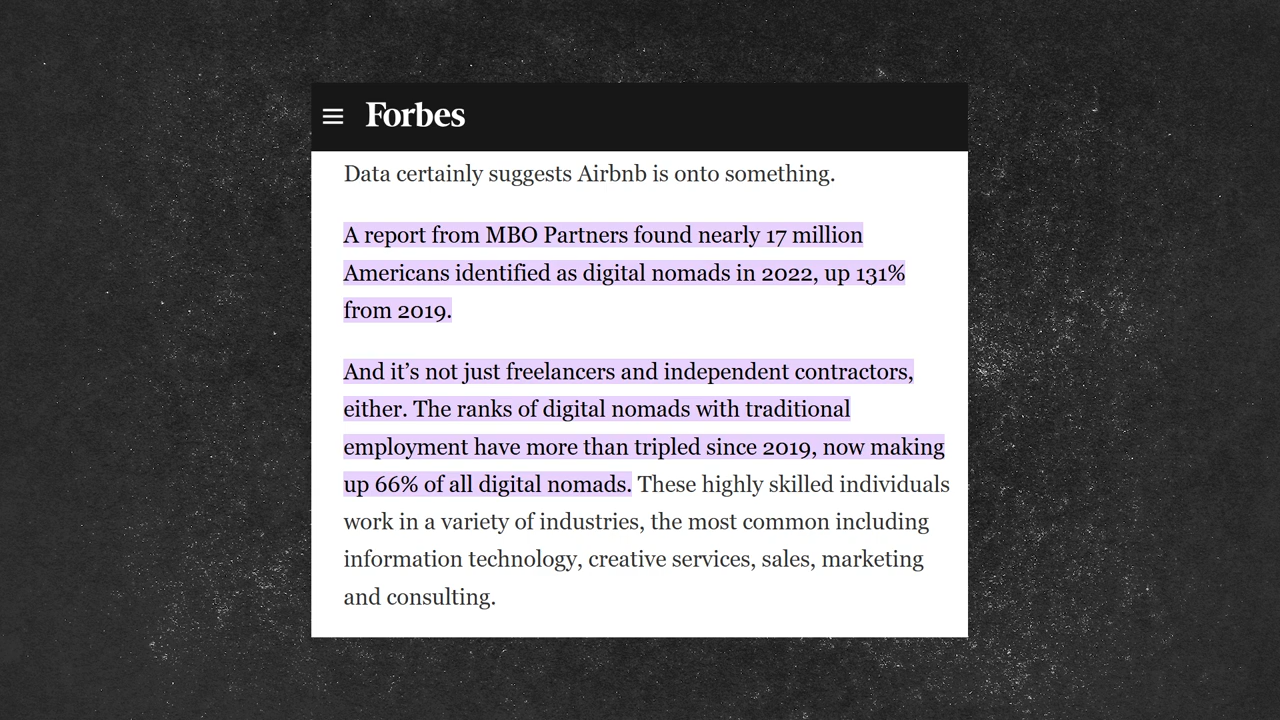 Forbes
Data certainly suggests Airbnb is onto something.
A report from MBO Partners found nearly 17 million
Americans identified as digital nomads in 2022, up 131%
from 2019.
And it’s not just freelancers and independent contractors,
either. The ranks of digital nomads with traditional
employment have more than tripled since 2019, now making
up 66% of all digital nomads. These highly skilled individuals
work in a variety of industries, the most common including
information technology, creative services, sales, marketing
and consulting.